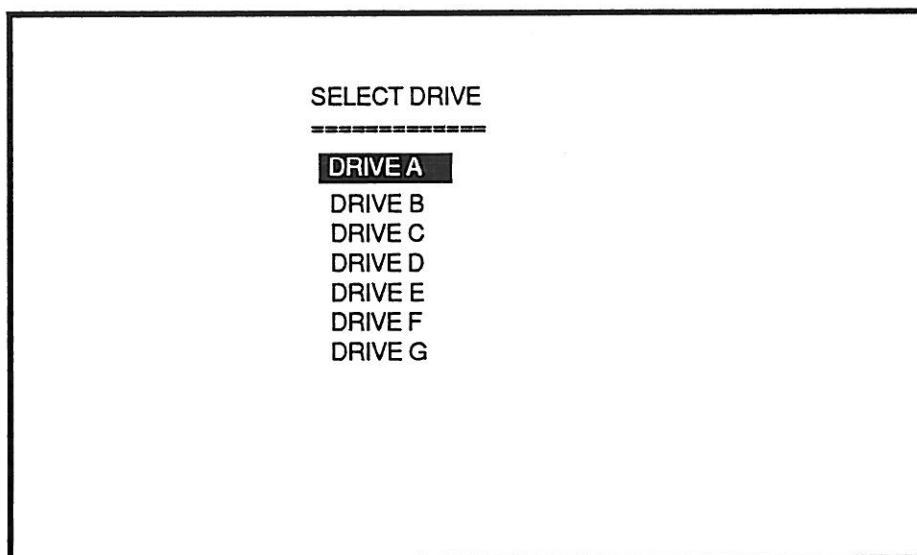 SELECT DRIVE
=============
DRIVE A
DRIVE B
DRIVE C
DRIVE D
DRIVE E
DRIVE F
DRIVE G